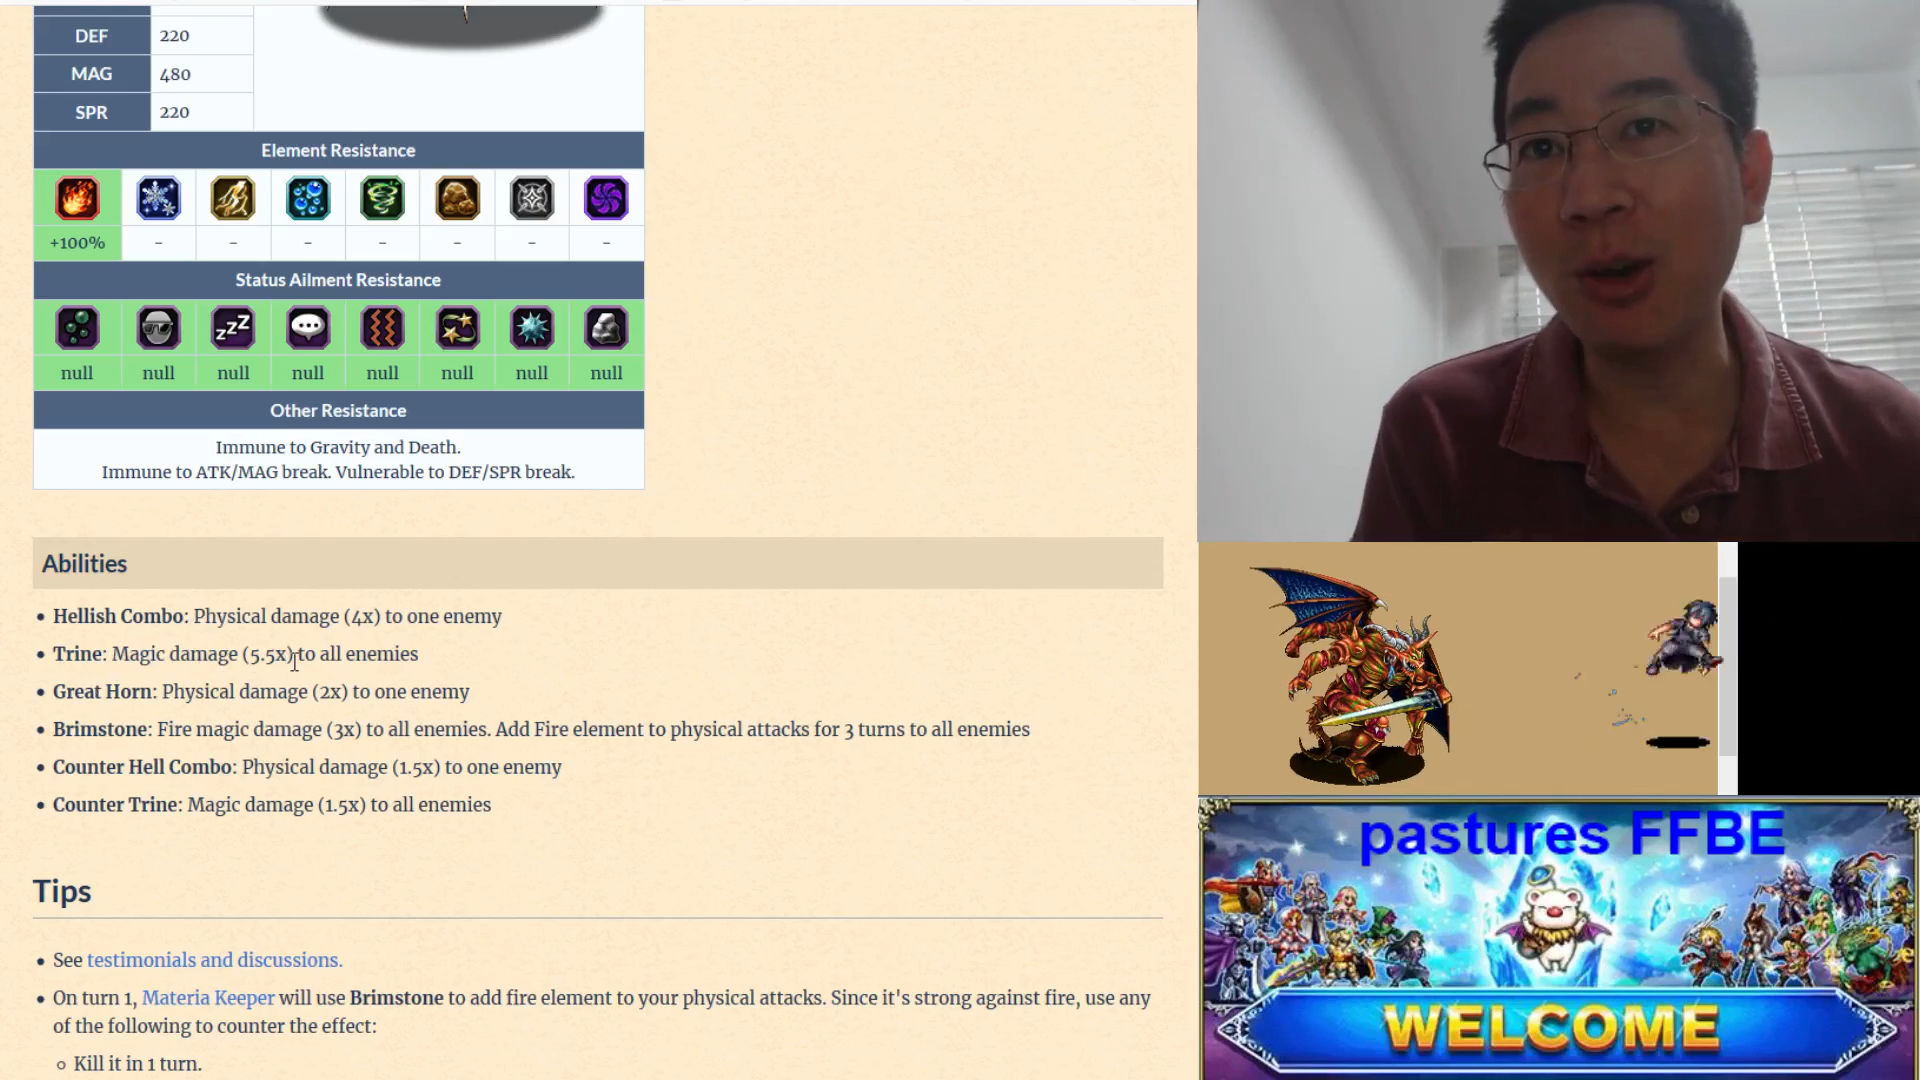 DEF 220
MAG 480
SPR 220
Element Resistance
+100% - - - - - - -
Status Ailment Resistance
zzZ
null null null null null null null null
Other Resistance
Immune to Gravity and Death.
Immune to ATK/MAG break. Vulnerable to DEF/SPR break.
Abilities
• Hellish Combo: Physical damage (4x) to one enemy
• Trine: Magic damage (5.5x) to all enemies
• Great Horn: Physical damage (2x) to one enemy
• Brimstone: Fire magic damage (3x) to all enemies. Add Fire element to physical attacks for 3 turns to all enemies
• Counter Hell Combo: Physical damage (1.5x) to one enemy
• Counter Trine: Magic damage (1.5x) to all enemies
Tips
• See testimonials and discussions.
• On turn 1, Materia Keeper will use Brimstone to add fire element to your physical attacks. Since it's strong against fire, use any
of the following to counter the effect:
○ Kill it in 1 turn.
pastures FFBE
WELCOME